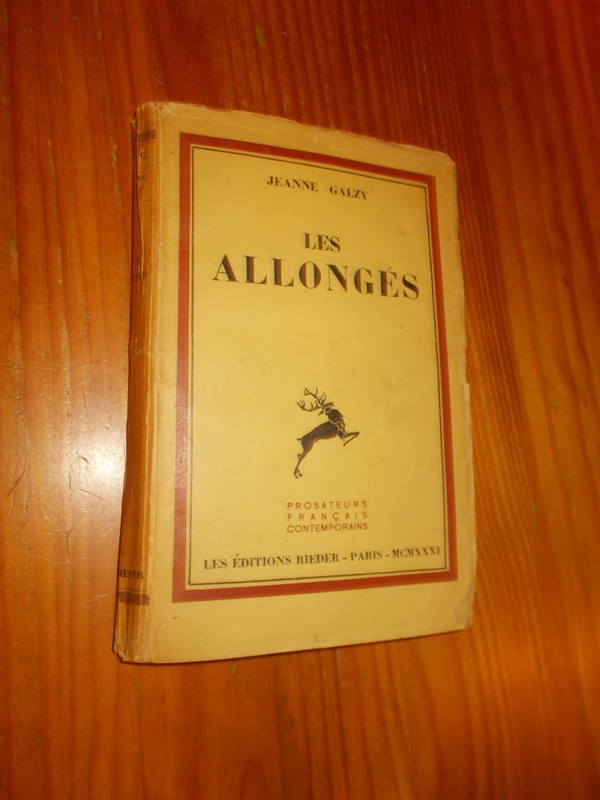 JEANNE GALZY
LES
ALLONGÉS
PROSATEURS
FRANÇAIS
CONTEMPORAINS
LES ÉDITIONS RIEDER – PARIS – MCMXXXI